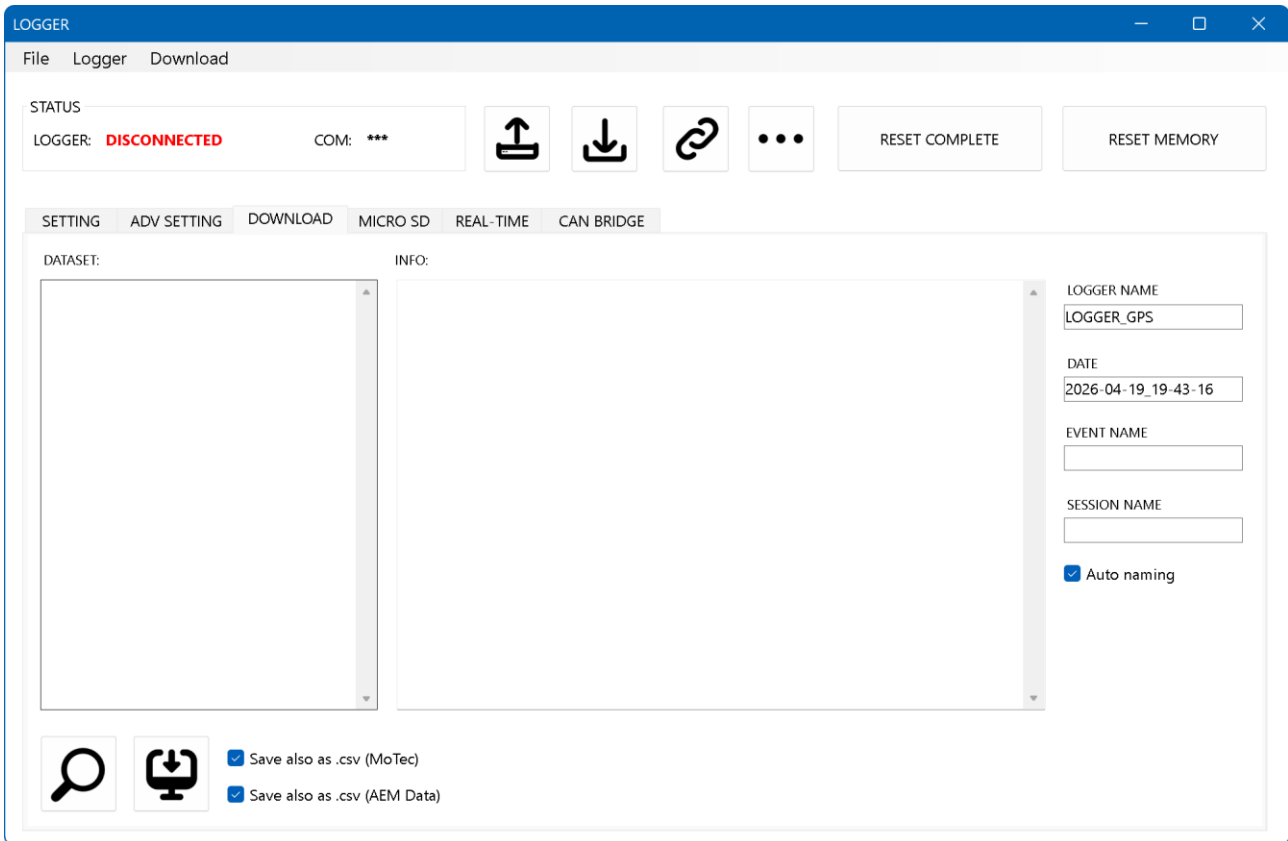 LOGGER
File Logger Download
STATUS
LOGGER: DISCONNECTED COM: ***
RESET COMPLETE
RESET MEMORY
SETTING ADV SETTING DOWNLOAD MICRO SD REAL-TIME CAN BRIDGE
DATASET:
INFO:
LOGGER NAME
LOGGER_GPS
DATE
2026-04-19_19-43-16
EVENT NAME
SESSION NAME
Auto naming
Save also as .csv (MoTec)
Save also as .csv (AEM Data)